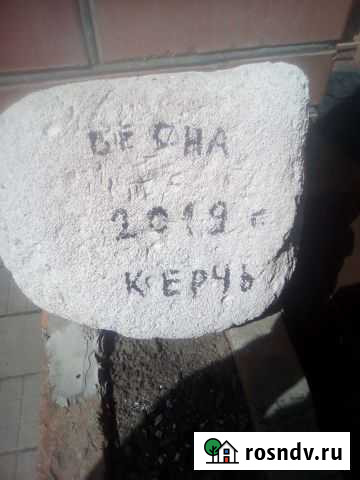 ВЕСНА
2019 г.
КЕРЧЬ
rosndv.ru